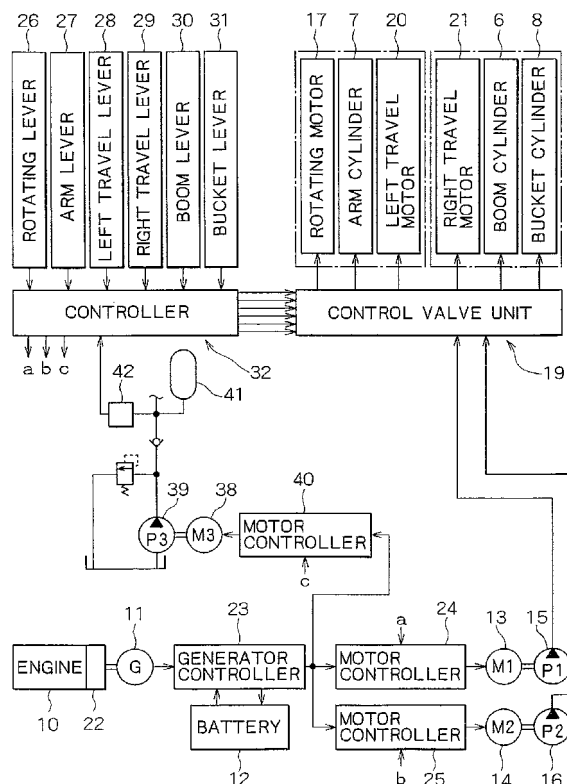 26 27 28 29 30 31 17 7 20 21 6 8
ROTATING LEVER
ARM LEVER
LEFT TRAVEL LEVER
RIGHT TRAVEL LEVER
BOOM LEVER
BUCKET LEVER
ROTATING MOTOR
ARM CYLINDER
LEFT TRAVEL
MOTOR
RIGHT TRAVEL
MOTOR
BOOM CYLINDER
BUCKET CYLINDER
CONTROLLER
CONTROL VALVE UNIT
a b c
32
19
42
41
39
38
40
P3
M3
MOTOR
CONTROLLER
c
11
23
a
24
13
15
ENGINE
G
GENERATOR
CONTROLLER
MOTOR
CONTROLLER
M1
P1
10
22
BATTERY
12
MOTOR
CONTROLLER
M2
P2
b
25
14
16